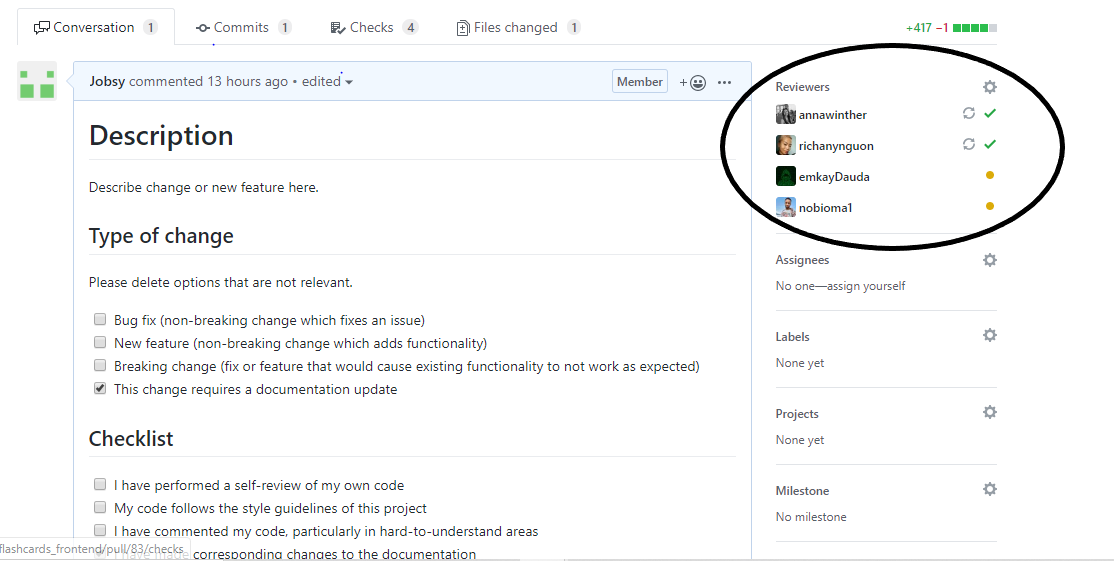 Conversation 1 Commits 1 Checks 4 Files changed 1 +417 −1
Jobsy commented 13 hours ago • edited Member
Description
Describe change or new feature here.
Type of change
Please delete options that are not relevant.
Bug fix (non-breaking change which fixes an issue)
New feature (non-breaking change which adds functionality)
Breaking change (fix or feature that would cause existing functionality to not work as expected)
This change requires a documentation update
Checklist
I have performed a self-review of my own code
My code follows the style guidelines of this project
I have commented my code, particularly in hard-to-understand areas
I have made corresponding changes to the documentation
flashcards_frontend/pull/83/checks
Reviewers
annawinther
richanynguon
emkayDauda
nobioma1
Assignees
No one—assign yourself
Labels
None yet
Projects
None yet
Milestone
No milestone